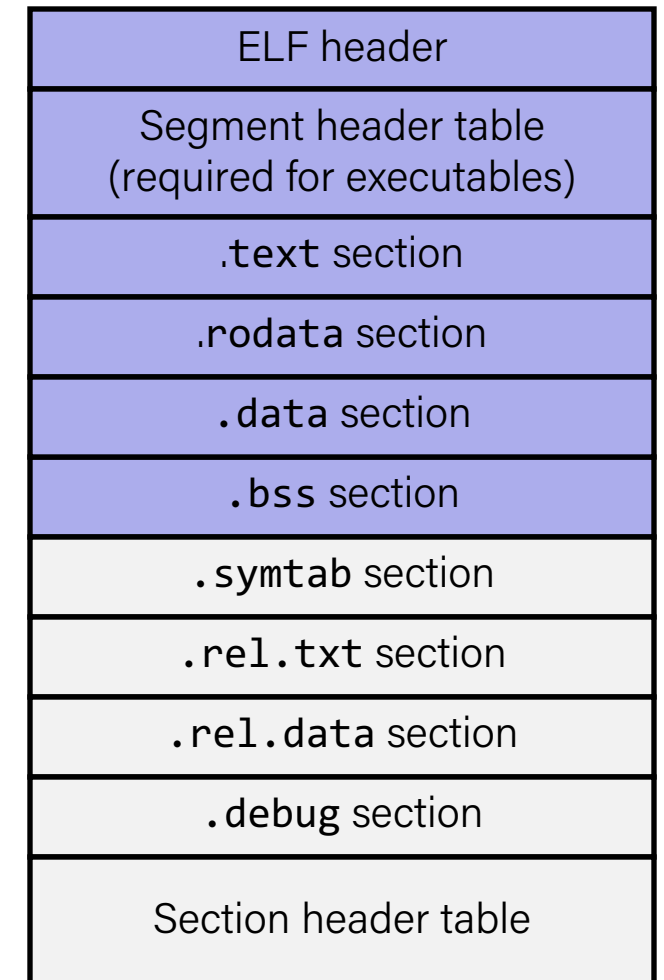 ELF header
Segment header table
(required for executables)
.text section
.rodata section
.data section
.bss section
.symtab section
.rel.txt section
.rel.data section
.debug section
Section header table